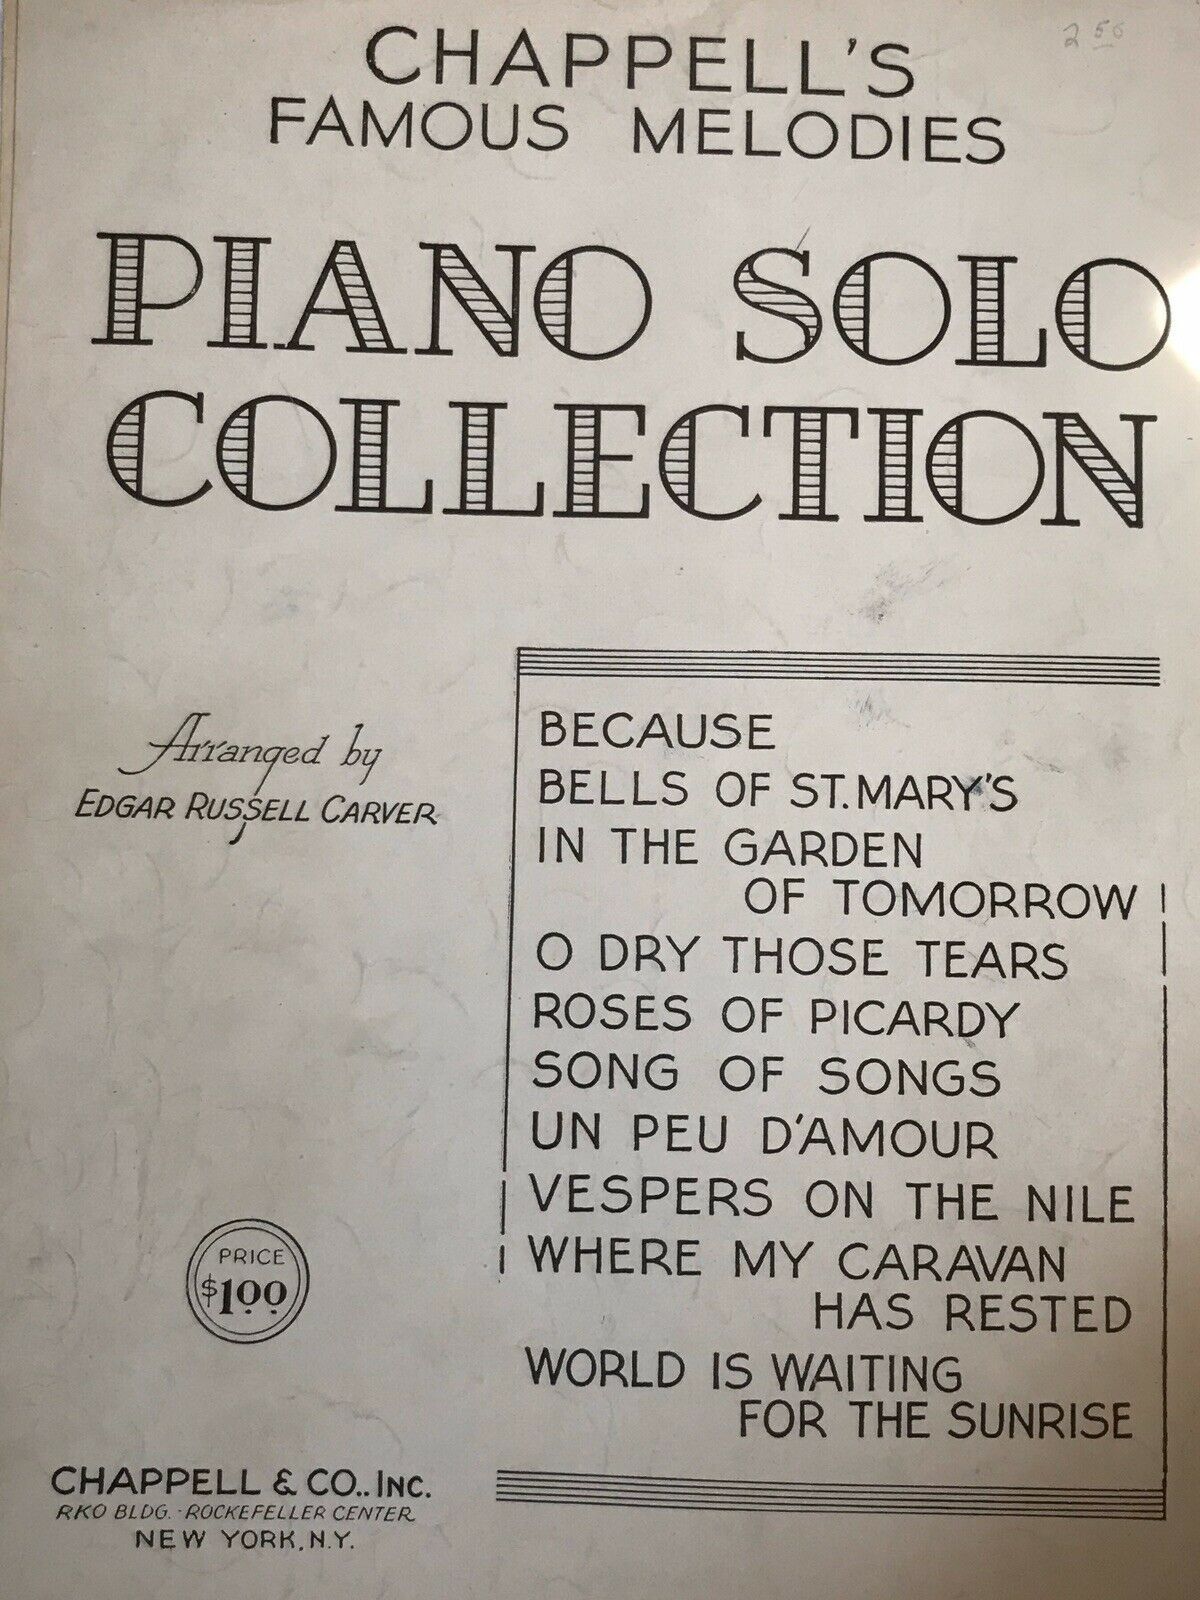 2 50
CHAPPELL'S
FAMOUS MELODIES
PIANO SOLO
COLLECTION
Arranged by
EDGAR RUSSELL CARVER
BECAUSE
BELLS OF ST. MARY'S
IN THE GARDEN
OF TOMORROW
O DRY THOSE TEARS
ROSES OF PICARDY
SONG OF SONGS
UN PEU D'AMOUR
VESPERS ON THE NILE
WHERE MY CARAVAN
HAS RESTED
WORLD IS WAITING
FOR THE SUNRISE
PRICE
$1.00
CHAPPELL & CO., INC.
RKO BLDG. - ROCKEFELLER CENTER
NEW YORK, N.Y.